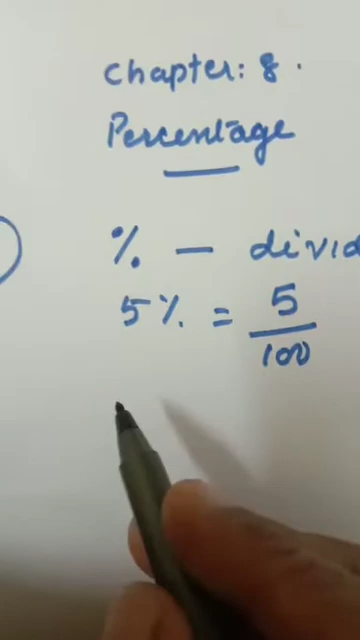 Chapter: 8.
Percentage
% — divid
5% = 5/100